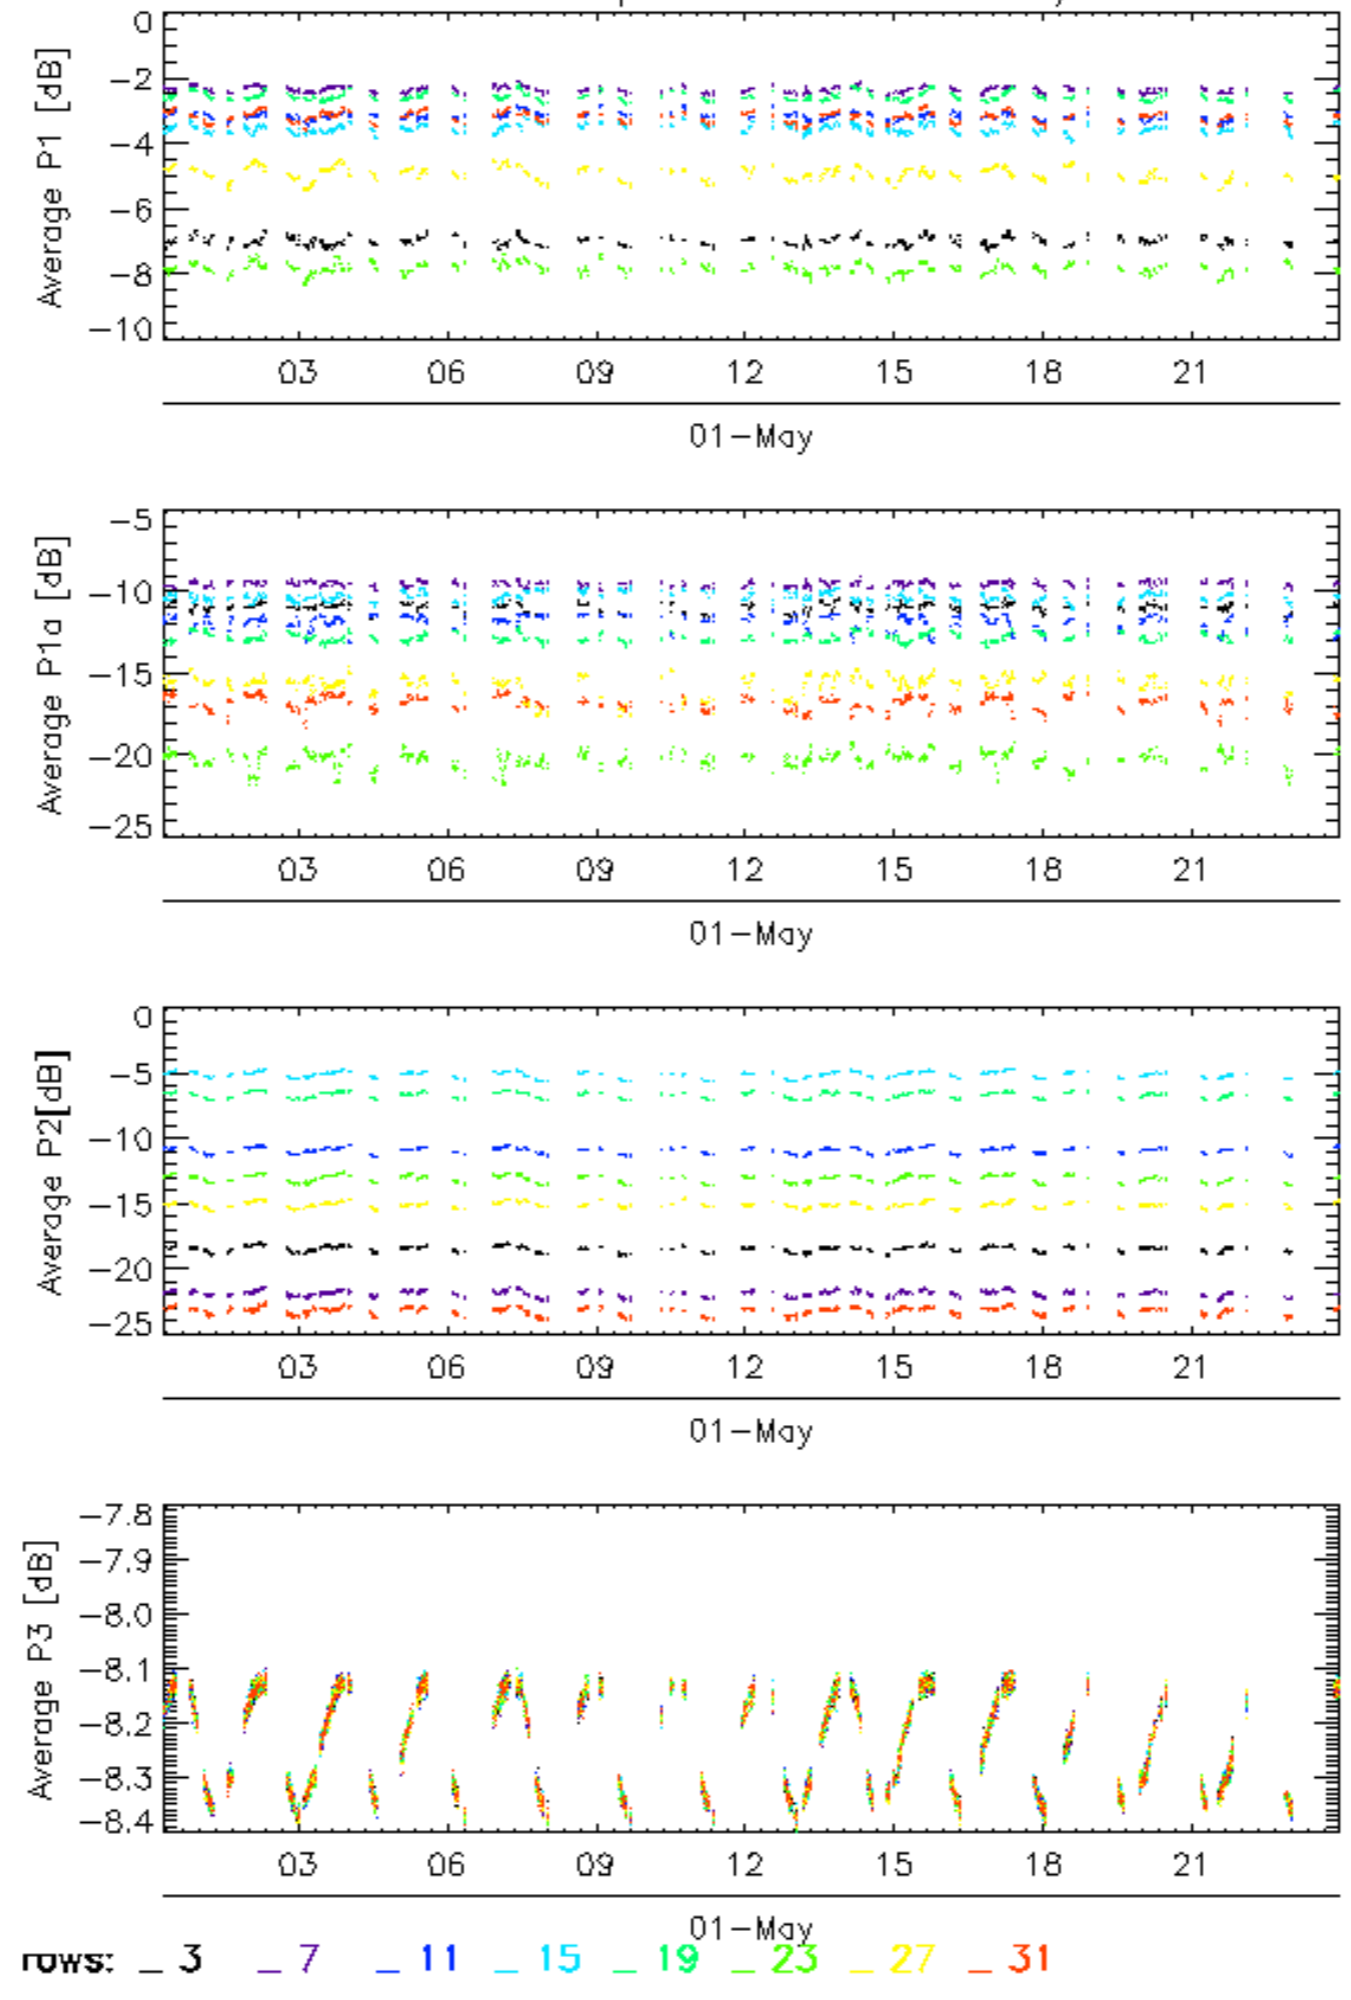 0
-2
-4
-6
-8
-10
Average P1 [dB]
03 06 09 12 15 18 21
01-May
-5
-10
-15
-20
-25
Average P1a [dB]
03 06 09 12 15 18 21
01-May
0
-5
-10
-15
-20
-25
Average P2[dB]
03 06 09 12 15 18 21
01-May
-7.8
-7.9
-8.0
-8.1
-8.2
-8.3
-8.4
Average P3 [dB]
03 06 09 12 15 18 21
01-May
rows: _ 3 _ 7 _ 11 _ 15 _ 19 _ 23 _ 27 _ 31